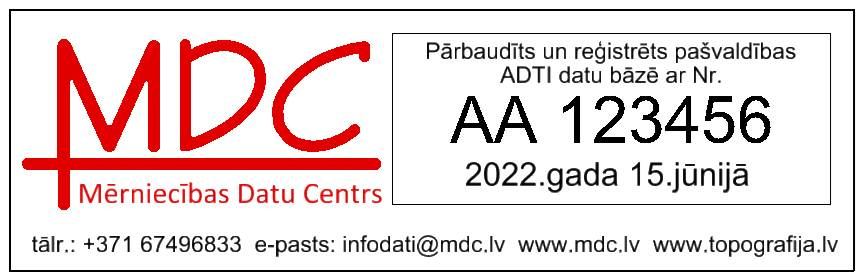 MDC
Mērniecības Datu Centrs
Pārbaudīts un reģistrēts pašvaldības
ADTI datu bāzē ar Nr.
AA 123456
2022.gada 15.jūnijā
tālr.: +371 67496833 e-pasts: infodati@mdc.lv www.mdc.lv www.topografija.lv